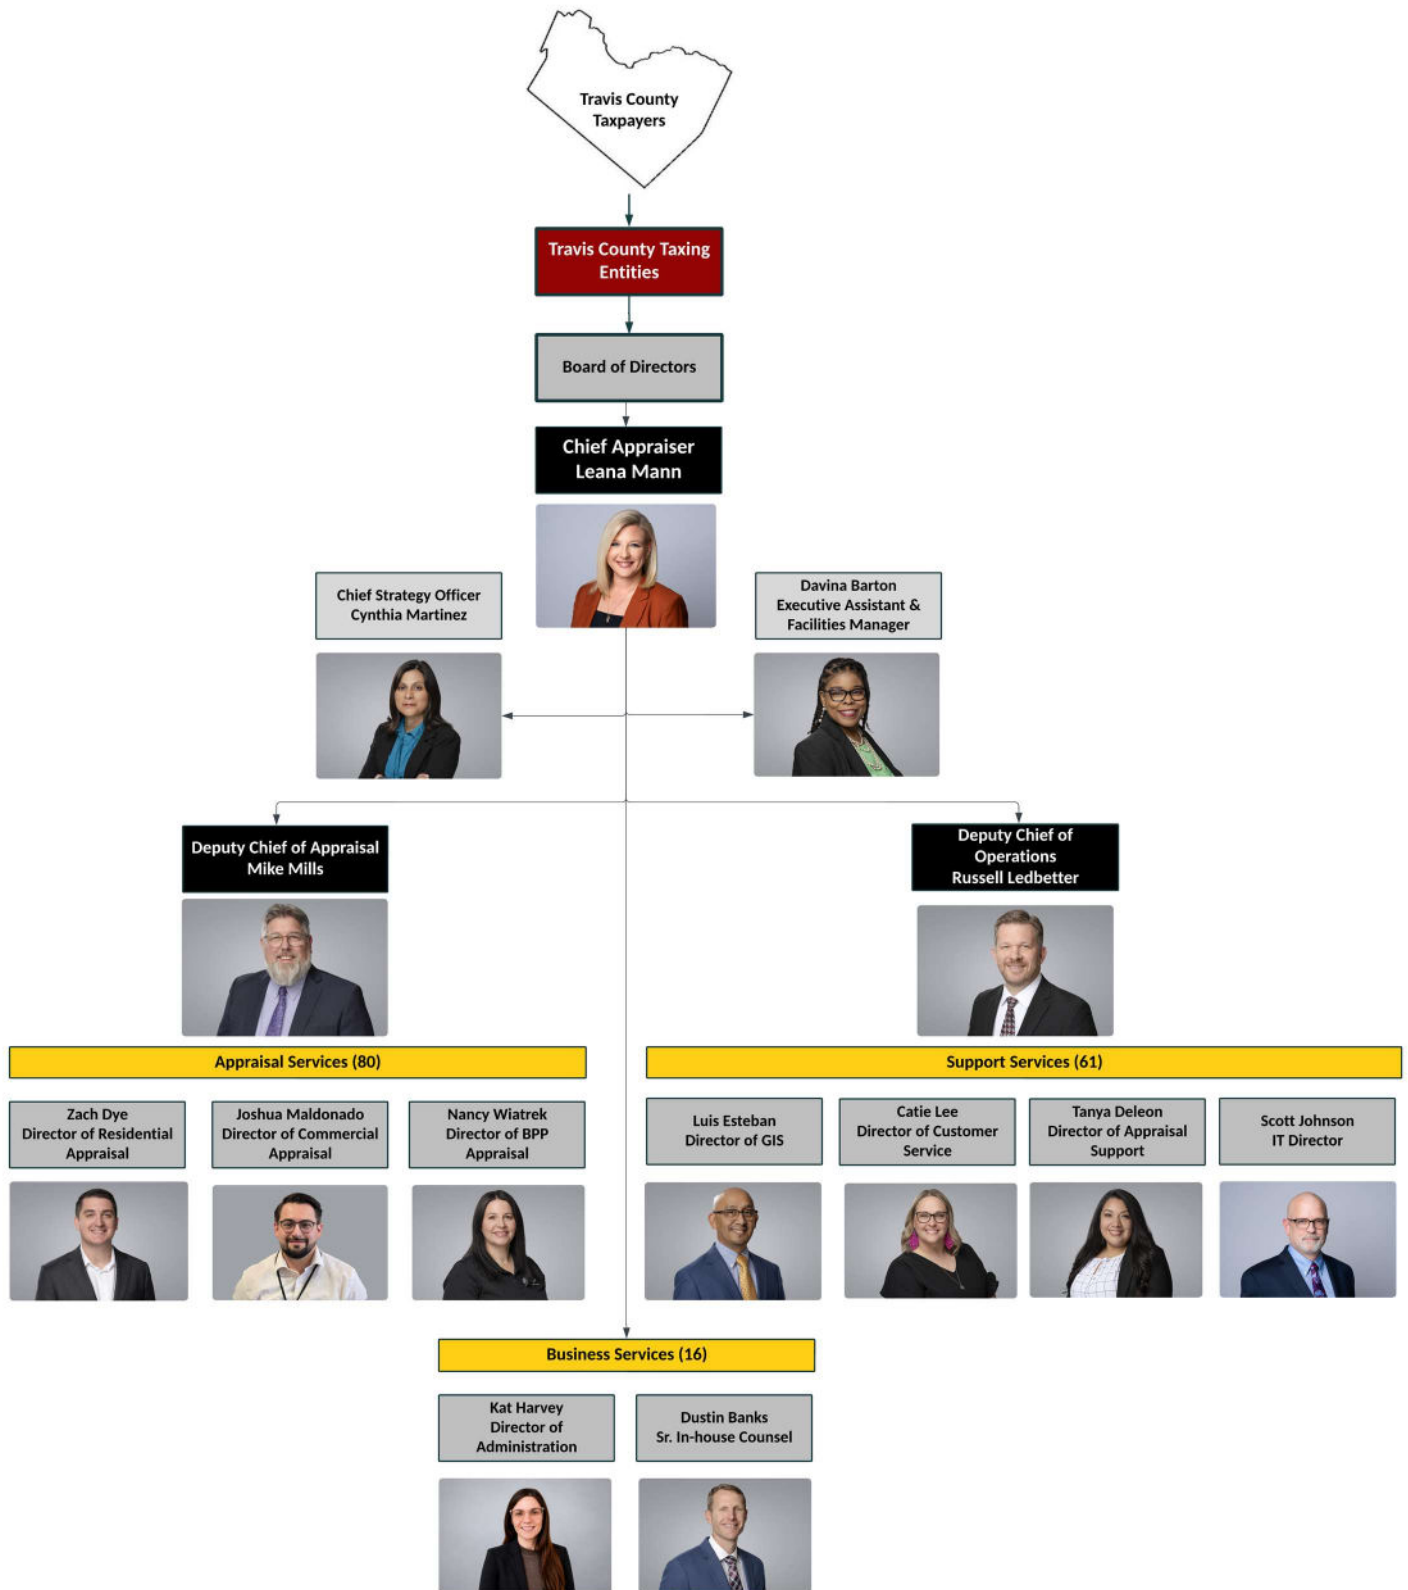 Travis County
Taxpayers
Travis County Taxing
Entities
Board of Directors
Chief Appraiser
Leana Mann
Chief Strategy Officer
Cynthia Martinez
Davina Barton
Executive Assistant &
Facilities Manager
Deputy Chief of Appraisal
Mike Mills
Deputy Chief of
Operations
Russell Ledbetter
Appraisal Services (80)
Support Services (61)
Zach Dye
Director of Residential
Appraisal
Joshua Maldonado
Director of Commercial
Appraisal
Nancy Wiatrek
Director of BPP
Appraisal
Luis Esteban
Director of GIS
Catie Lee
Director of Customer
Service
Tanya Deleon
Director of Appraisal
Support
Scott Johnson
IT Director
Business Services (16)
Kat Harvey
Director of
Administration
Dustin Banks
Sr. In-house Counsel